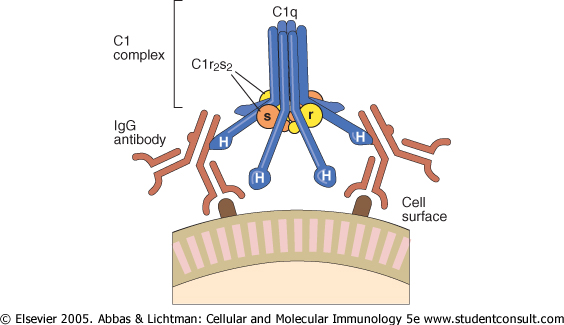 C1q
C1
complex
C1r₂s₂
s
r
IgG
antibody
H
H
H
H
Cell
surface
© Elsevier 2005. Abbas & Lichtman: Cellular and Molecular Immunology 5e www.studentconsult.com